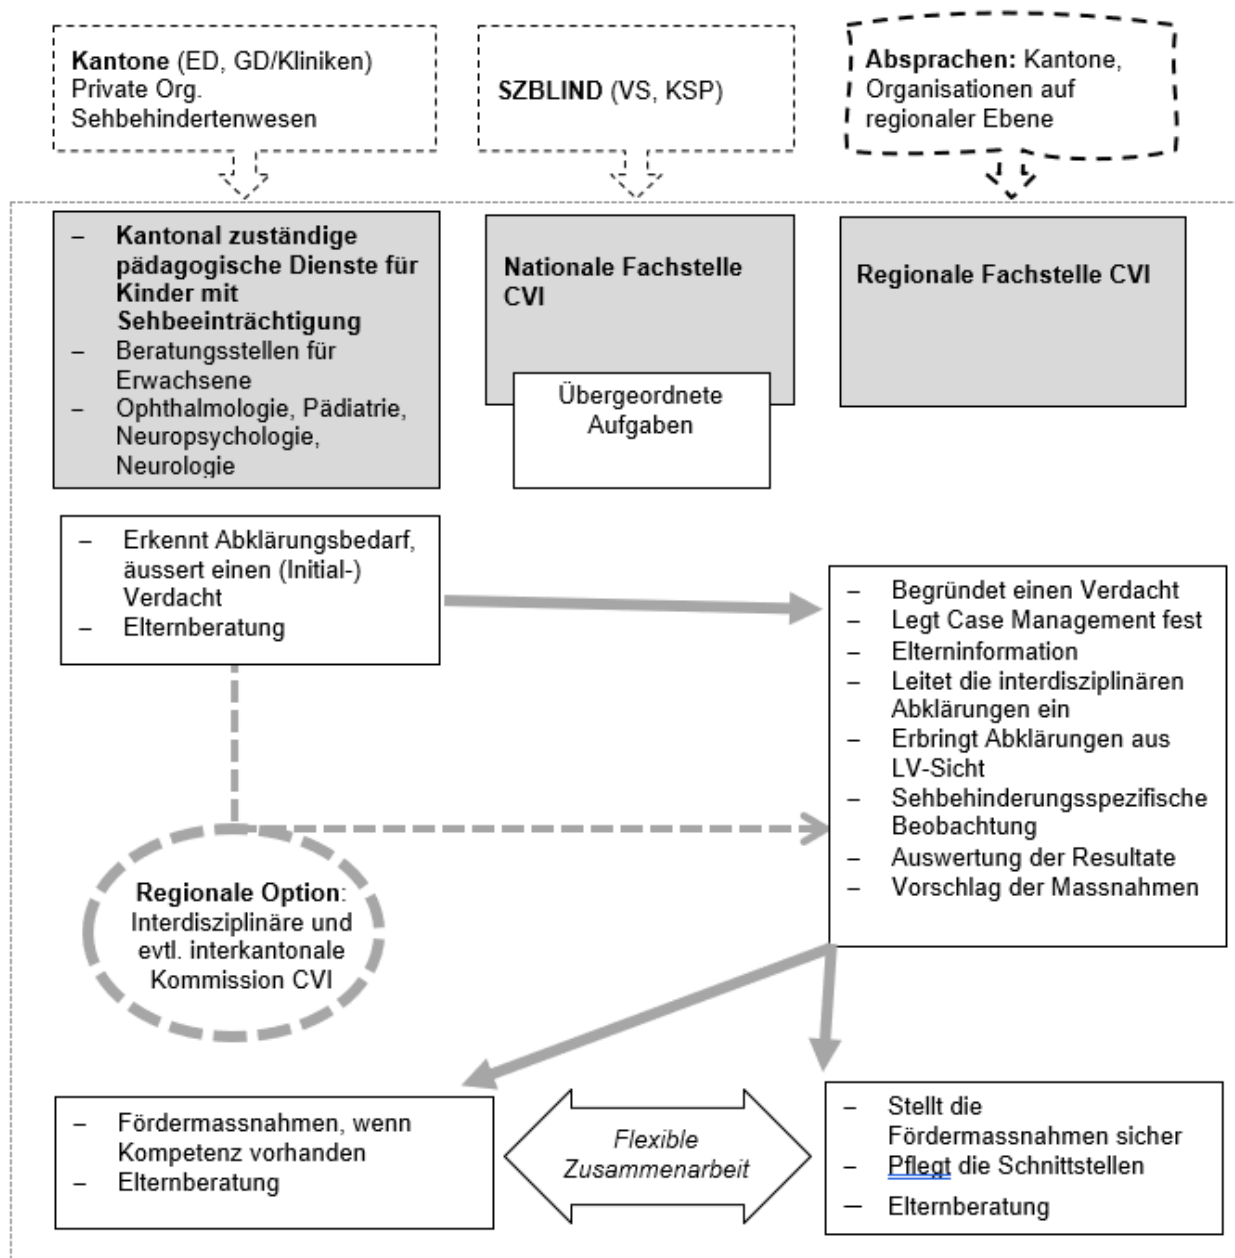 Kantone (ED, GD/Kliniken)
Private Org.
Sehbehindertenwesen
SZBLIND (VS, KSP)
Absprachen: Kantone,
Organisationen auf
regionaler Ebene
– Kantonal zuständige
pädagogische Dienste für
Kinder mit
Sehbeeinträchtigung
– Beratungsstellen für
Erwachsene
– Ophthalmologie, Pädiatrie,
Neuropsychologie,
Neurologie
Nationale Fachstelle
CVI
Übergeordnete
Aufgaben
Regionale Fachstelle CVI
– Erkennt Abklärungsbedarf,
äussert einen (Initial-)
Verdacht
– Elternberatung
– Begründet einen Verdacht
– Legt Case Management fest
– Elterninformation
– Leitet die interdisziplinären
Abklärungen ein
– Erbringt Abklärungen aus
LV-Sicht
– Sehbehinderungsspezifische
Beobachtung
– Auswertung der Resultate
– Vorschlag der Massnahmen
Regionale Option:
Interdisziplinäre und
evtl. interkantonale
Kommission CVI
– Fördermassnahmen, wenn
Kompetenz vorhanden
– Elternberatung
Flexible
Zusammenarbeit
– Stellt die
Fördermassnahmen sicher
– Pflegt die Schnittstellen
– Elternberatung